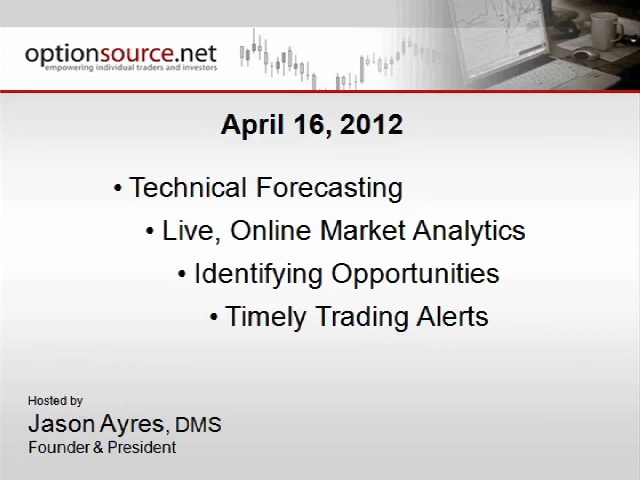 optionsource.net
empowering individual traders and investors
April 16, 2012
• Technical Forecasting
• Live, Online Market Analytics
• Identifying Opportunities
• Timely Trading Alerts
Hosted by
Jason Ayres, DMS
Founder & President